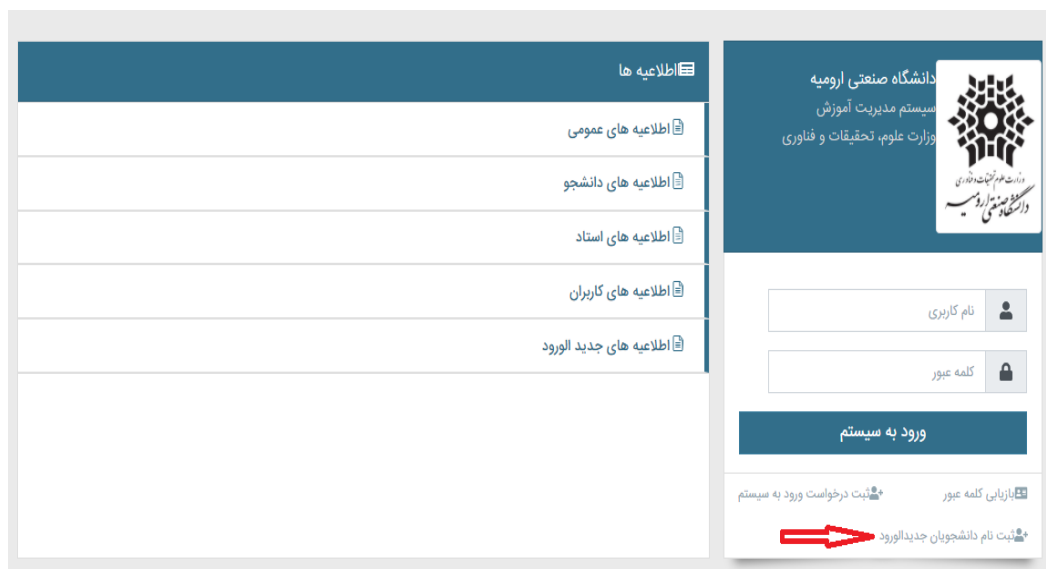 دانشگاه صنعتی ارومیه
سیستم مدیریت آموزش
وزارت علوم، تحقیقات و فناوری
وزارت علوم تحقیقات و فناوری
دانشگاه صنعتی ارومیه
نام کاربری
کلمه عبور
ورود به سیستم
بازیابی کلمه عبور
ثبت درخواست ورود به سیستم
ثبت نام دانشجویان جدیدالورود
اطلاعیه ها
اطلاعیه های عمومی
اطلاعیه های دانشجو
اطلاعیه های استاد
اطلاعیه های کاربران
اطلاعیه های جدید الورود